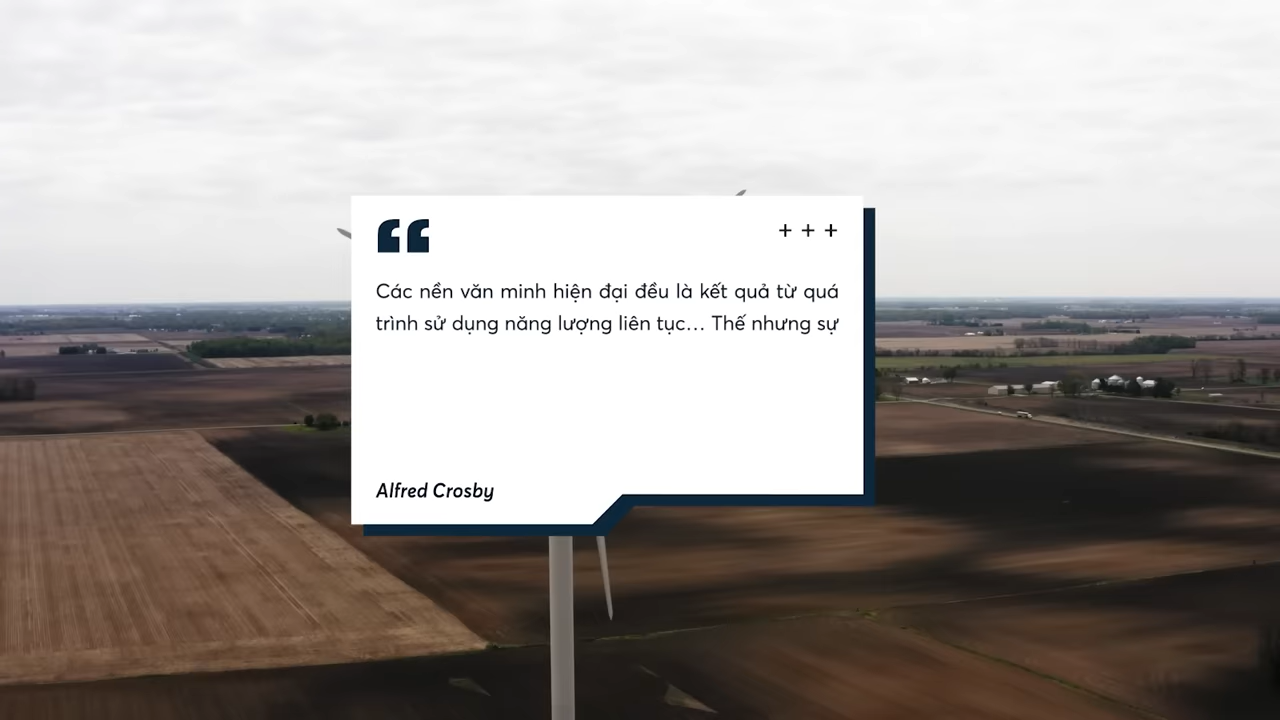 “
+ + +
Các nền văn minh hiện đại đều là kết quả từ quá
trình sử dụng năng lượng liên tục... Thế nhưng sự
Alfred Crosby